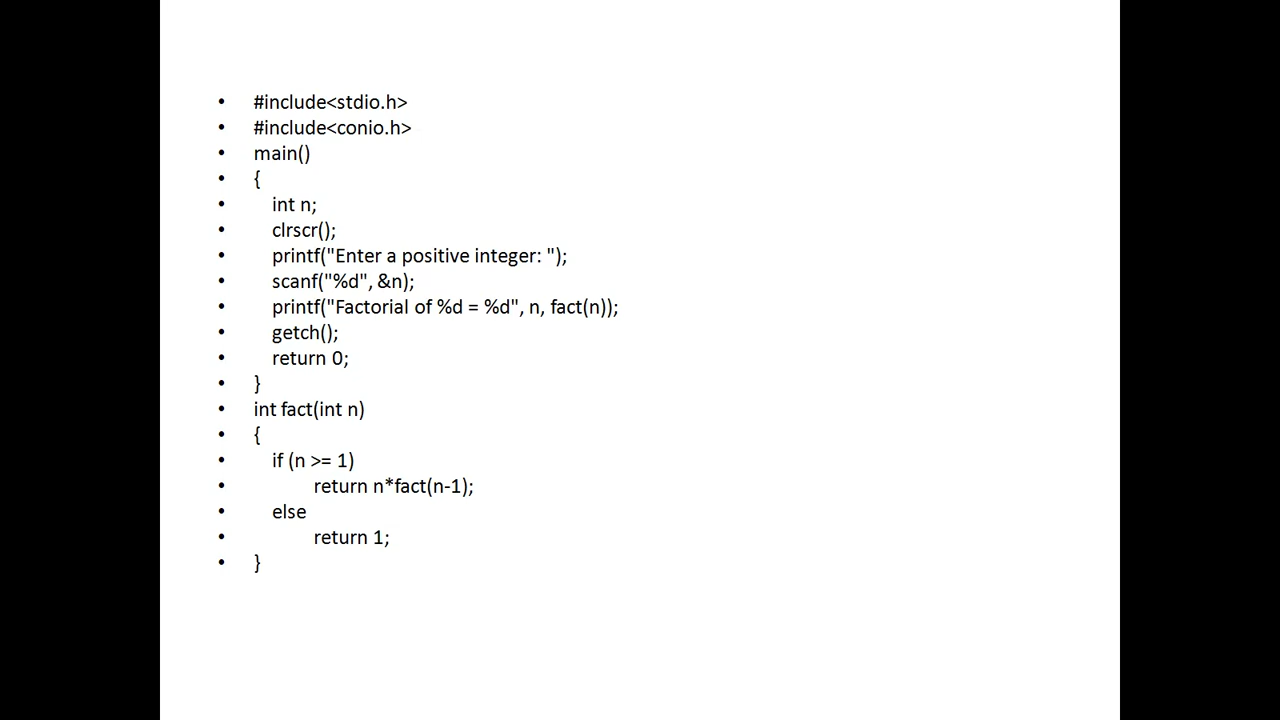 • #include<stdio.h>
• #include<conio.h>
• main()
• {
•    int n;
•    clrscr();
•    printf("Enter a positive integer: ");
•    scanf("%d", &n);
•    printf("Factorial of %d = %d", n, fact(n));
•    getch();
•    return 0;
• }
• int fact(int n)
• {
•    if (n >= 1)
•        return n*fact(n-1);
•    else
•        return 1;
• }